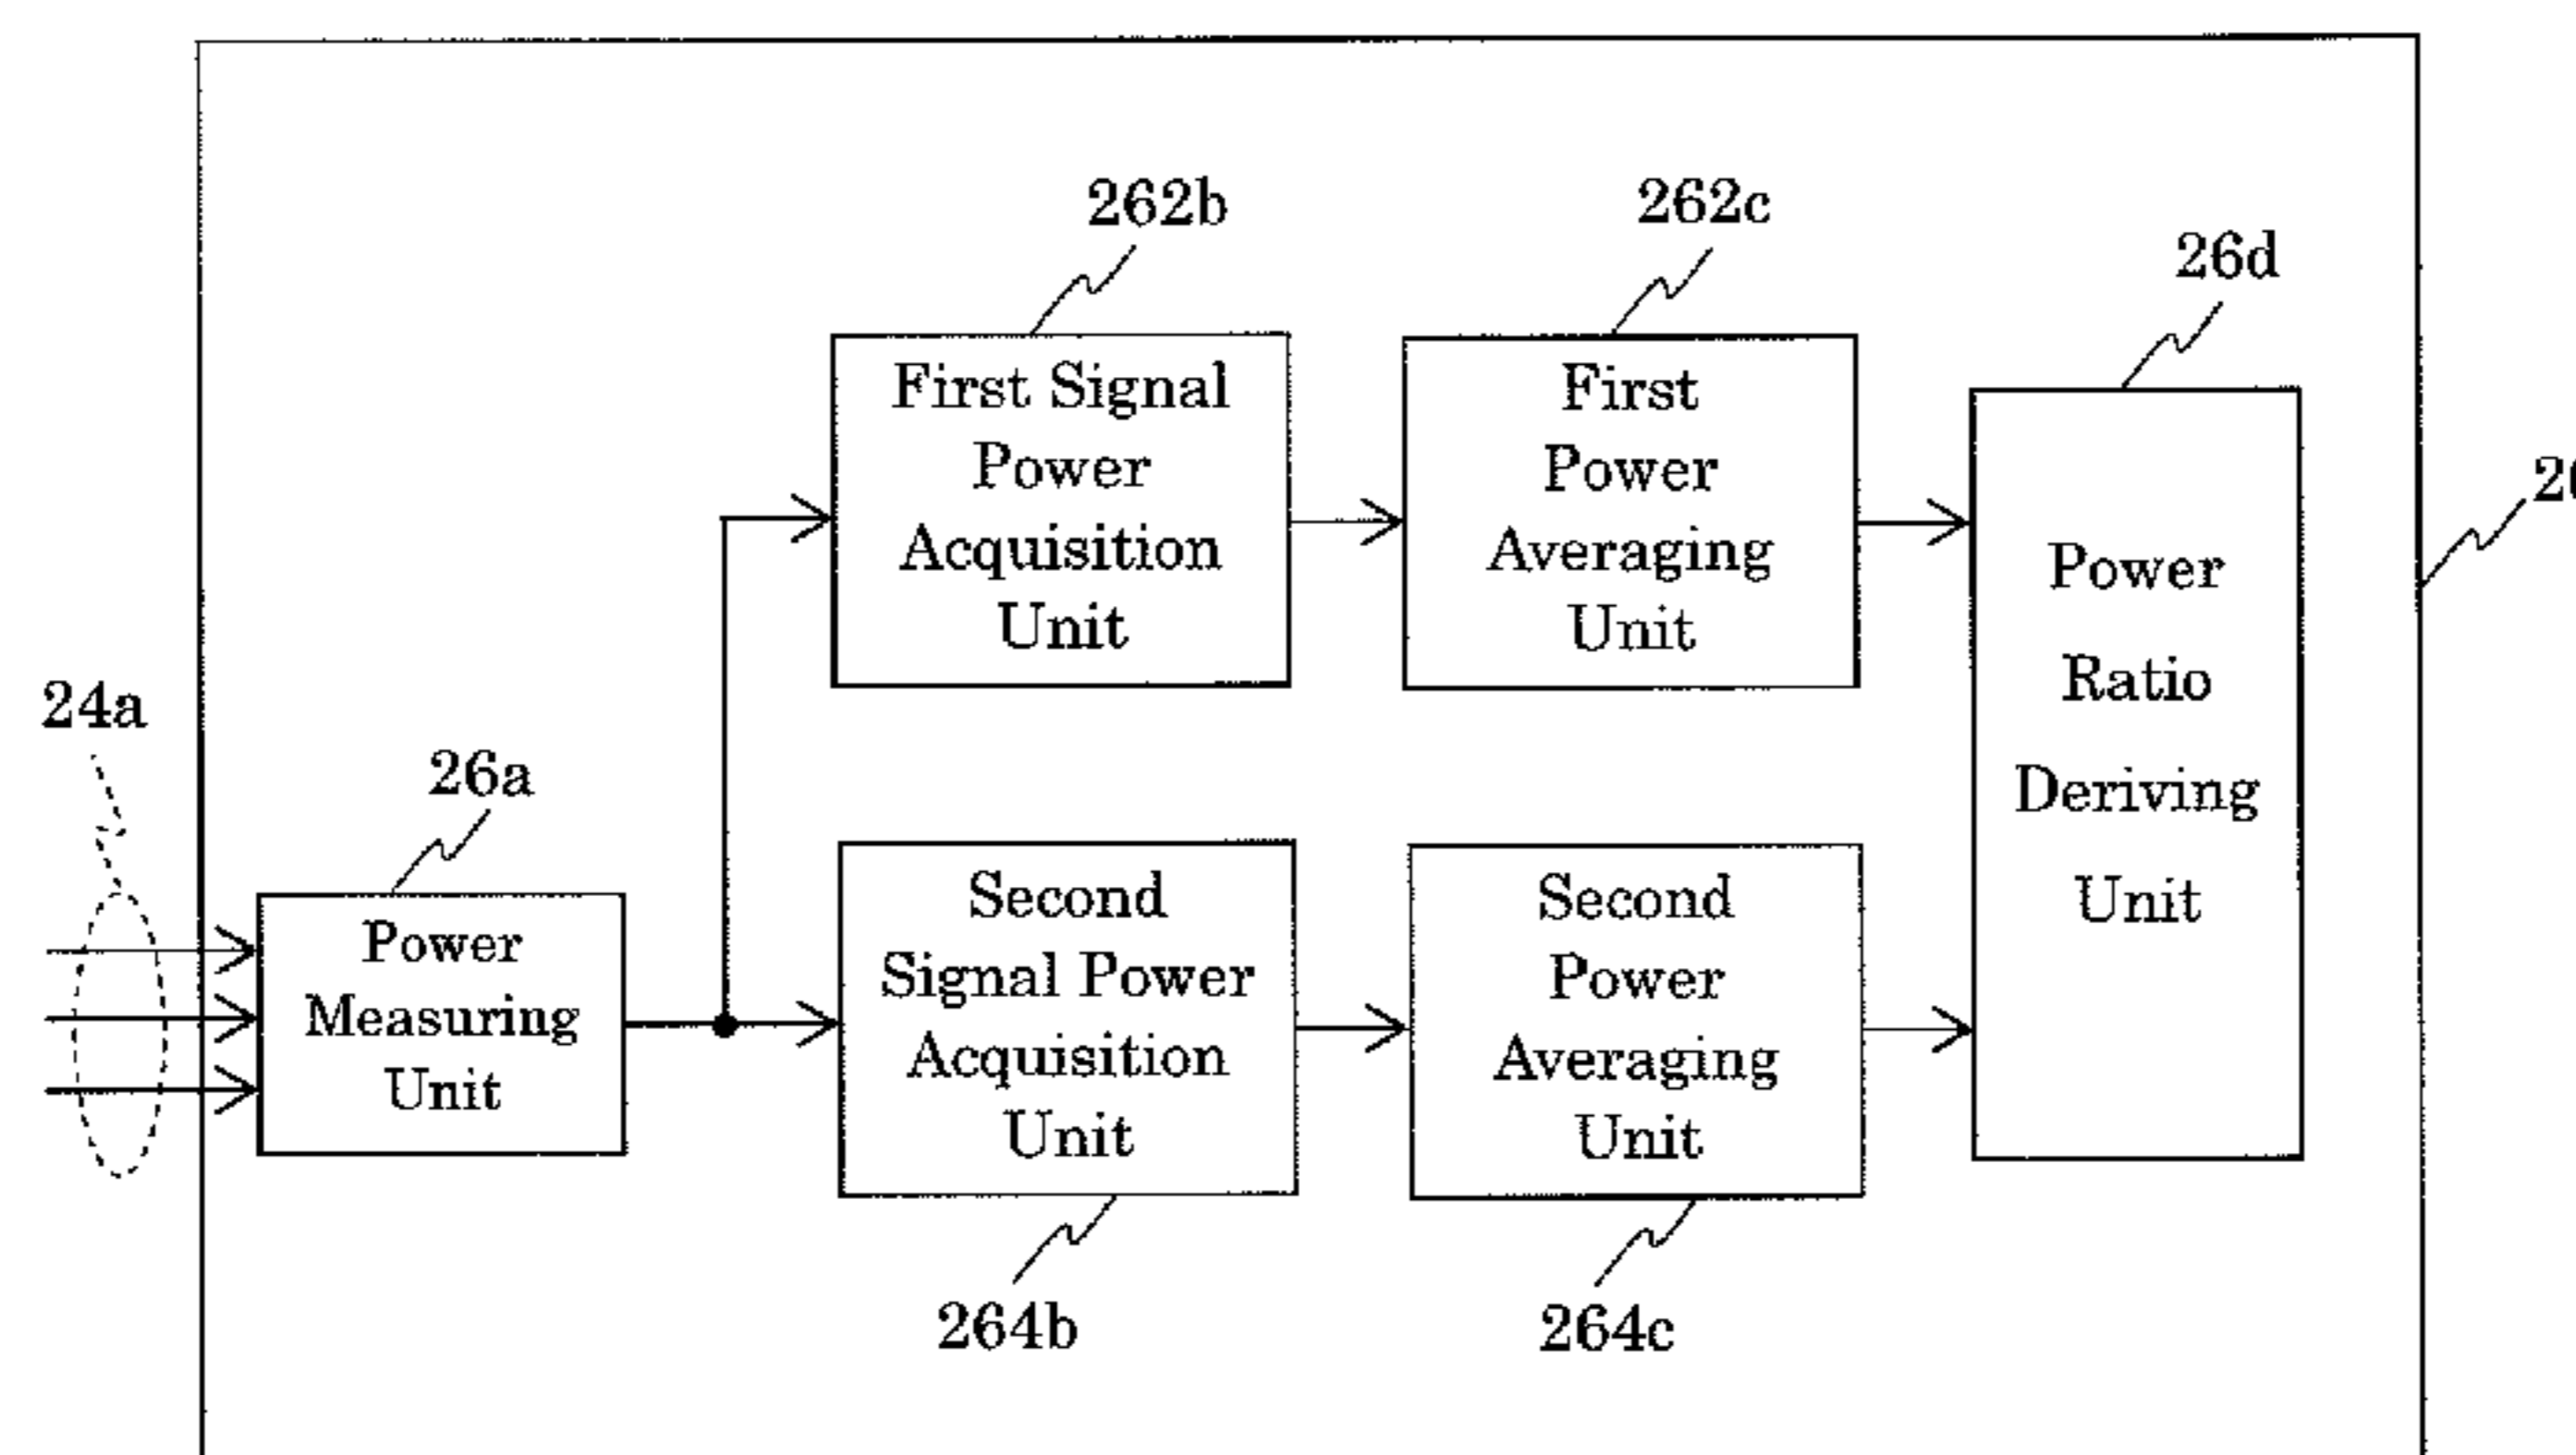 262b
262c
26d
First Signal
Power
Acquisition
Unit
First
Power
Averaging
Unit
Power
Ratio
Deriving
Unit
24a
26a
Power
Measuring
Unit
Second
Signal Power
Acquisition
Unit
Second
Power
Averaging
Unit
264b
264c